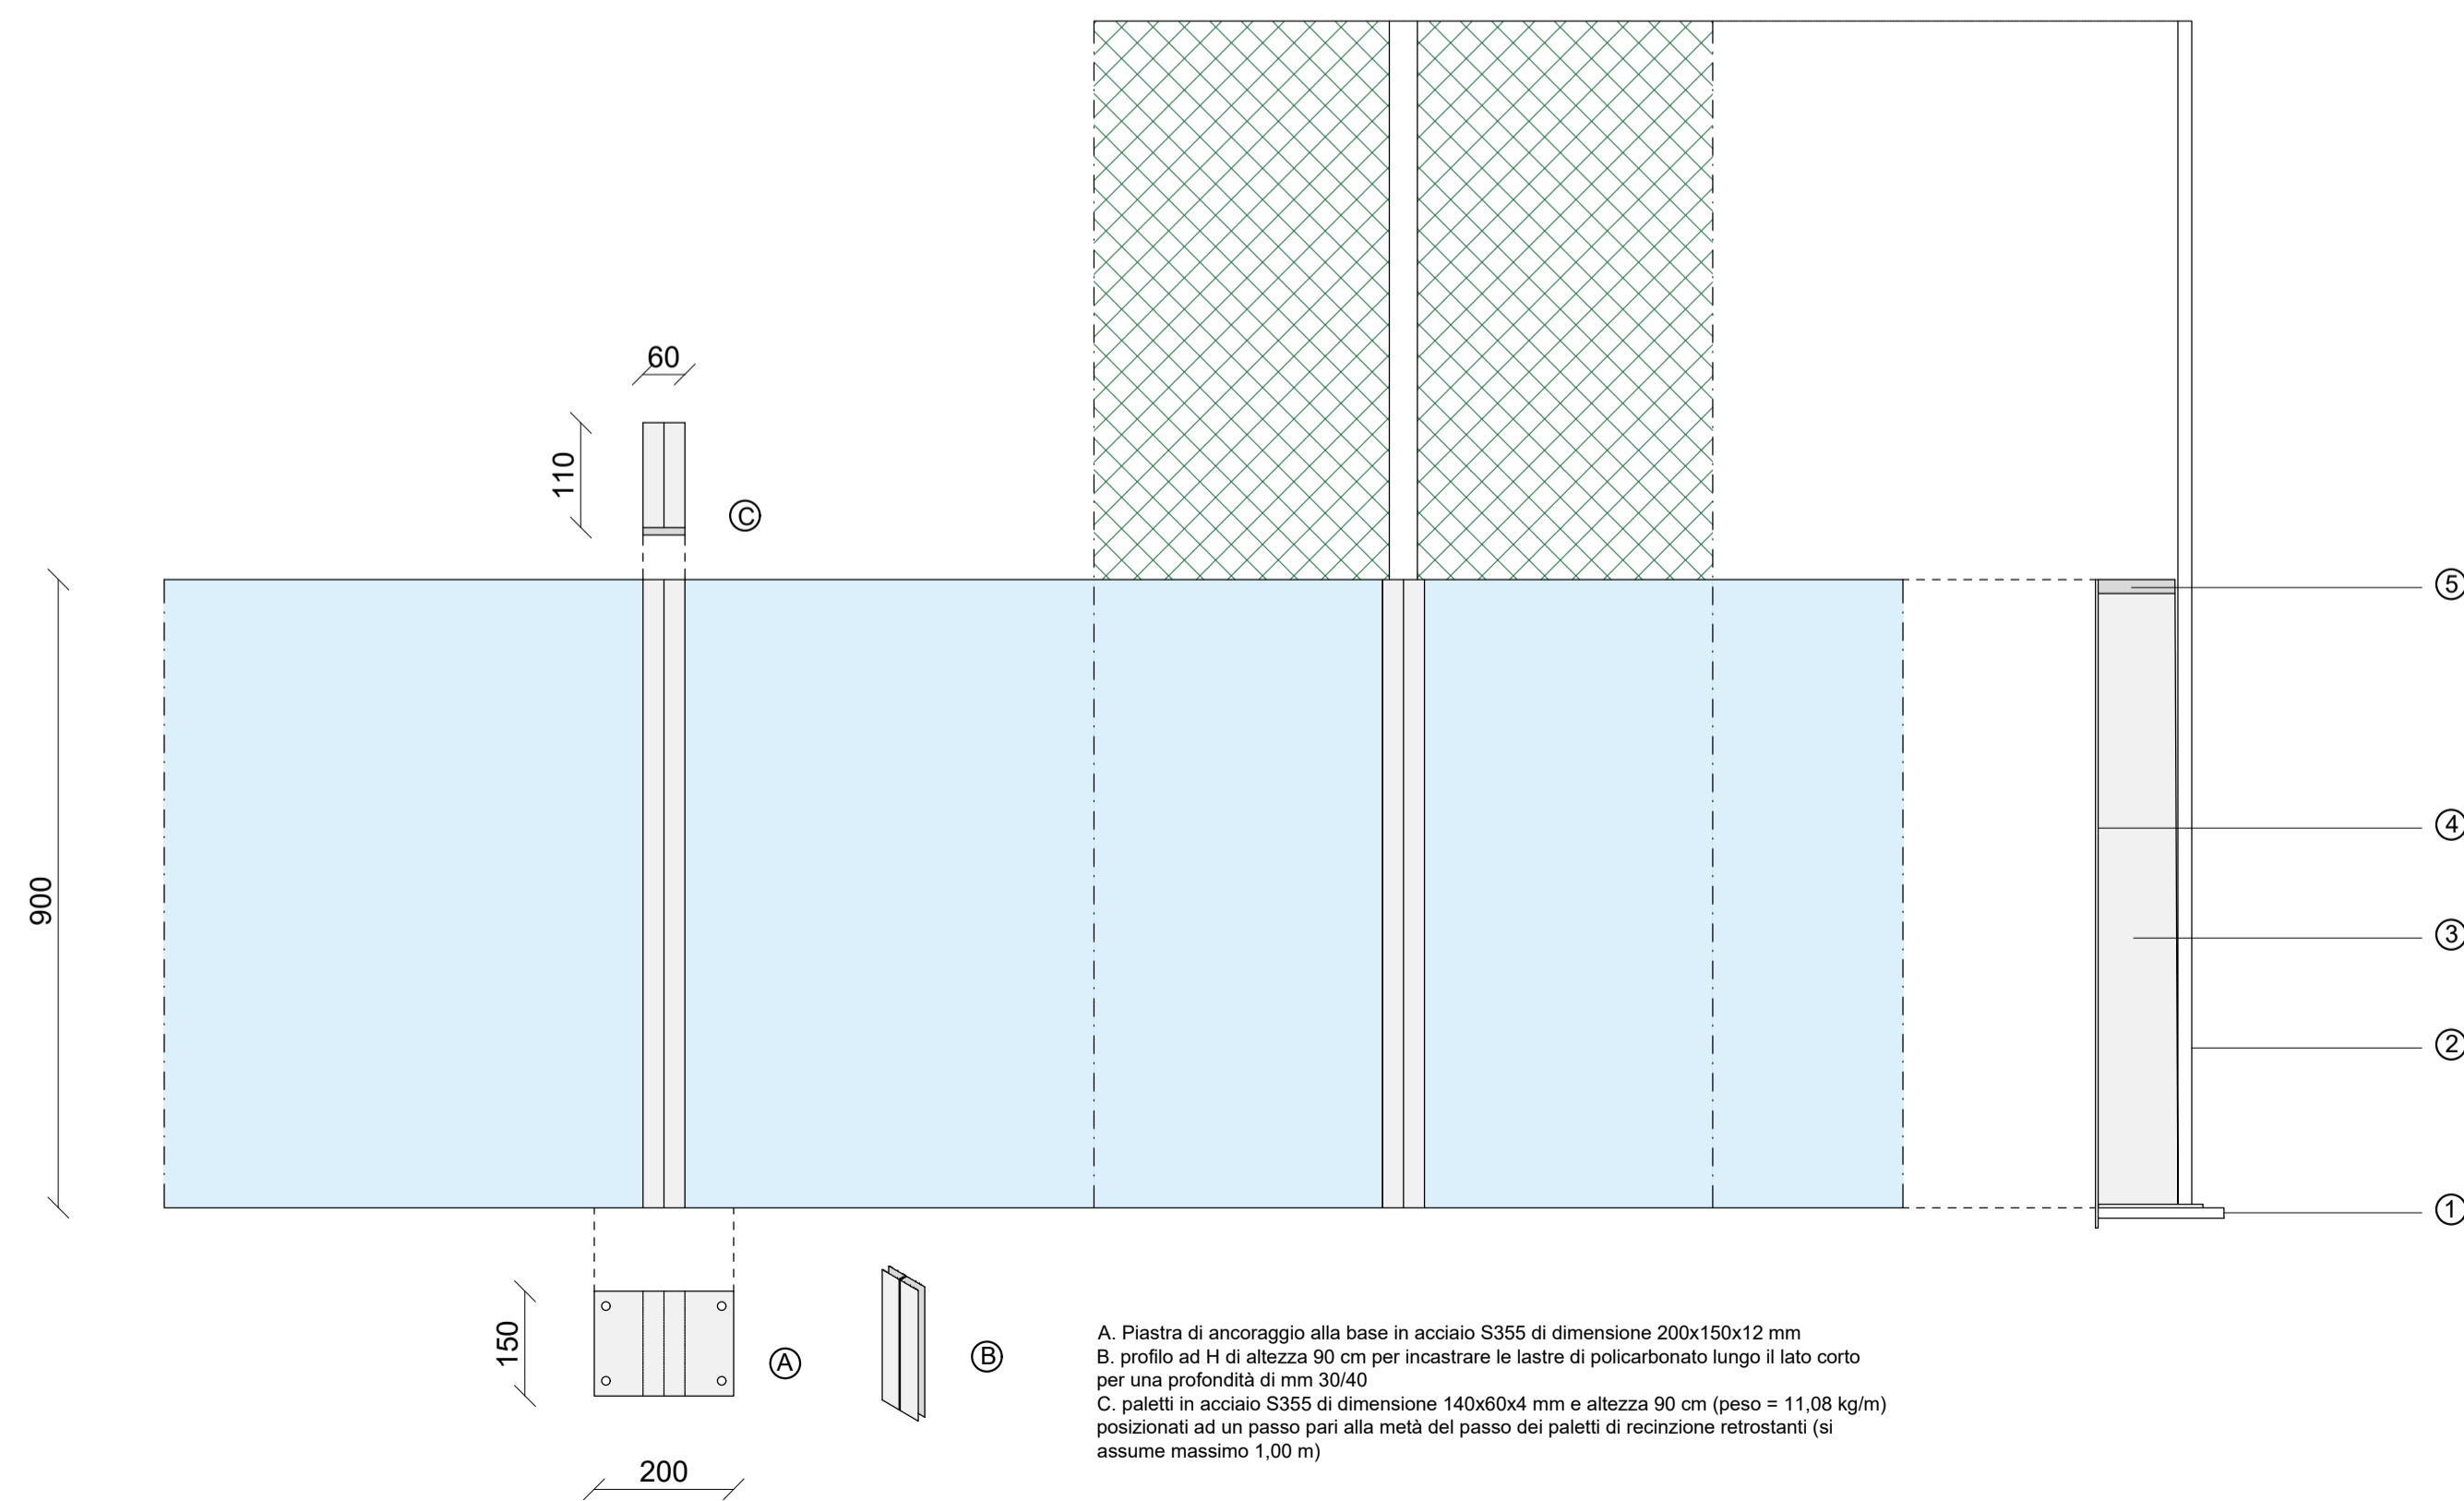 60
110
C
5
4
900
3
2
1
150
A
B
A. Piastra di ancoraggio alla base in acciaio S355 di dimensione 200x150x12 mm
B. profilo ad H di altezza 90 cm per incastrare le lastre di policarbonato lungo il lato corto
per una profondità di mm 30/40
C. paletti in acciaio S355 di dimensione 140x60x4 mm e altezza 90 cm (peso = 11,08 kg/m)
posizionati ad un passo pari alla metà del passo dei paletti di recinzione retrostanti (si
assume massimo 1,00 m)
200